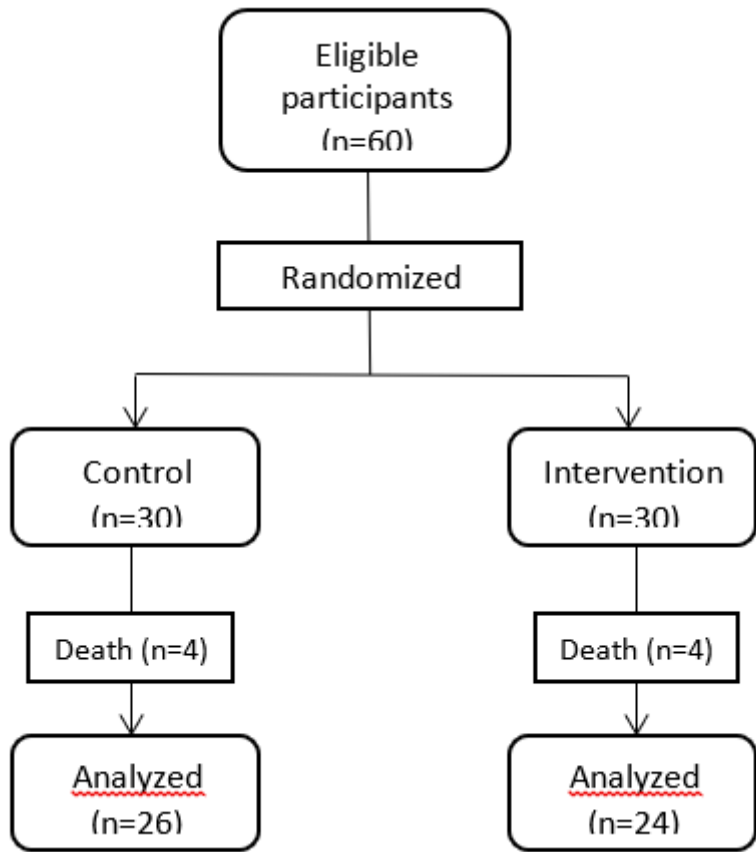 Eligible
participants
(n=60)
Randomized
Control
(n=30)
Intervention
(n=30)
Death (n=4)
Death (n=4)
Analyzed
(n=26)
Analyzed
(n=24)